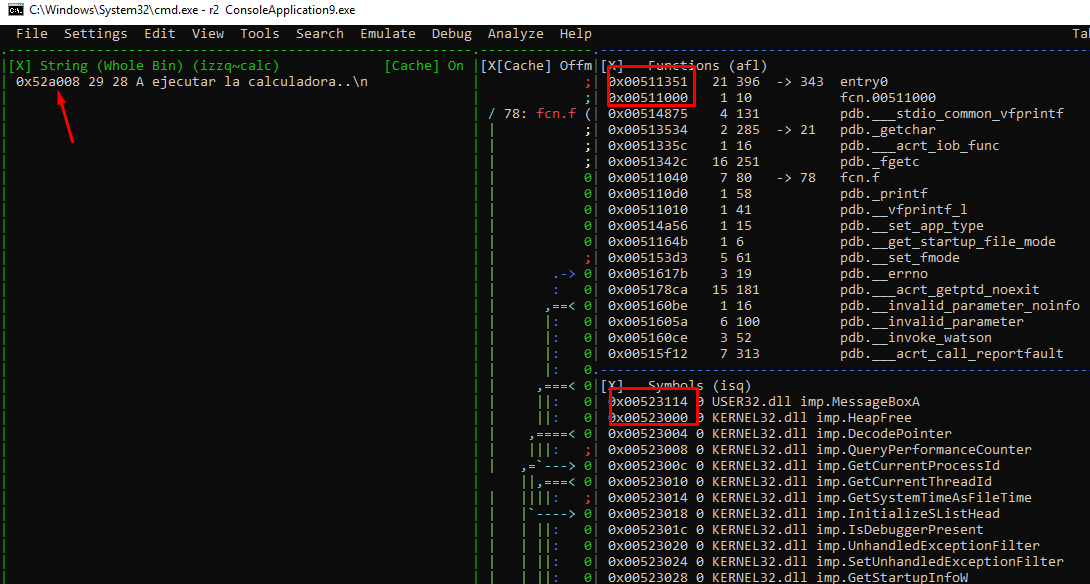 C:\Windows\System32\cmd.exe - r2 ConsoleApplication9.exe
File Settings Edit View Tools Search Emulate Debug Analyze Help
[X] String (Whole Bin) (izzq~calc) [Cache] On
0x52a008 29 28 A ejecutar la calculadora..\n
[X[Cache] Offm
/ 78: fcn.f (
[X] Functions (afl)
0x00511351 21 396 -> 343 entry0
0x00511000 1 10 fcn.00511000
0x00514875 4 131 pdb.___stdio_common_vfprintf
0x00513534 2 285 -> 21 pdb._getchar
0x0051335c 1 16 pdb.___acrt_iob_func
0x0051342c 16 251 pdb._fgetc
0x00511040 7 80 -> 78 fcn.f
0x005110d0 1 58 pdb._printf
0x00511010 1 41 pdb.__vfprintf_l
0x00514a56 1 15 pdb.__set_app_type
0x0051164b 1 6 pdb.__get_startup_file_mode
0x005153d3 5 61 pdb.__set_fmode
0x0051617b 3 19 pdb.__errno
0x005178ca 15 181 pdb.___acrt_getptd_noexit
0x005160be 1 16 pdb.__invalid_parameter_noinfo
0x0051605a 6 100 pdb.__invalid_parameter
0x005160ce 3 52 pdb.__invoke_watson
0x00515f12 7 313 pdb.___acrt_call_reportfault
[X] Symbols (isq)
0x00523114 0 USER32.dll imp.MessageBoxA
0x00523000 0 KERNEL32.dll imp.HeapFree
0x00523004 0 KERNEL32.dll imp.DecodePointer
0x00523008 0 KERNEL32.dll imp.QueryPerformanceCounter
0x0052300c 0 KERNEL32.dll imp.GetCurrentProcessId
0x00523010 0 KERNEL32.dll imp.GetCurrentThreadId
0x00523014 0 KERNEL32.dll imp.GetSystemTimeAsFileTime
0x00523018 0 KERNEL32.dll imp.InitializeSListHead
0x0052301c 0 KERNEL32.dll imp.IsDebuggerPresent
0x00523020 0 KERNEL32.dll imp.UnhandledExceptionFilter
0x00523024 0 KERNEL32.dll imp.SetUnhandledExceptionFilter
0x00523028 0 KERNEL32.dll imp.GetStartupInfoW